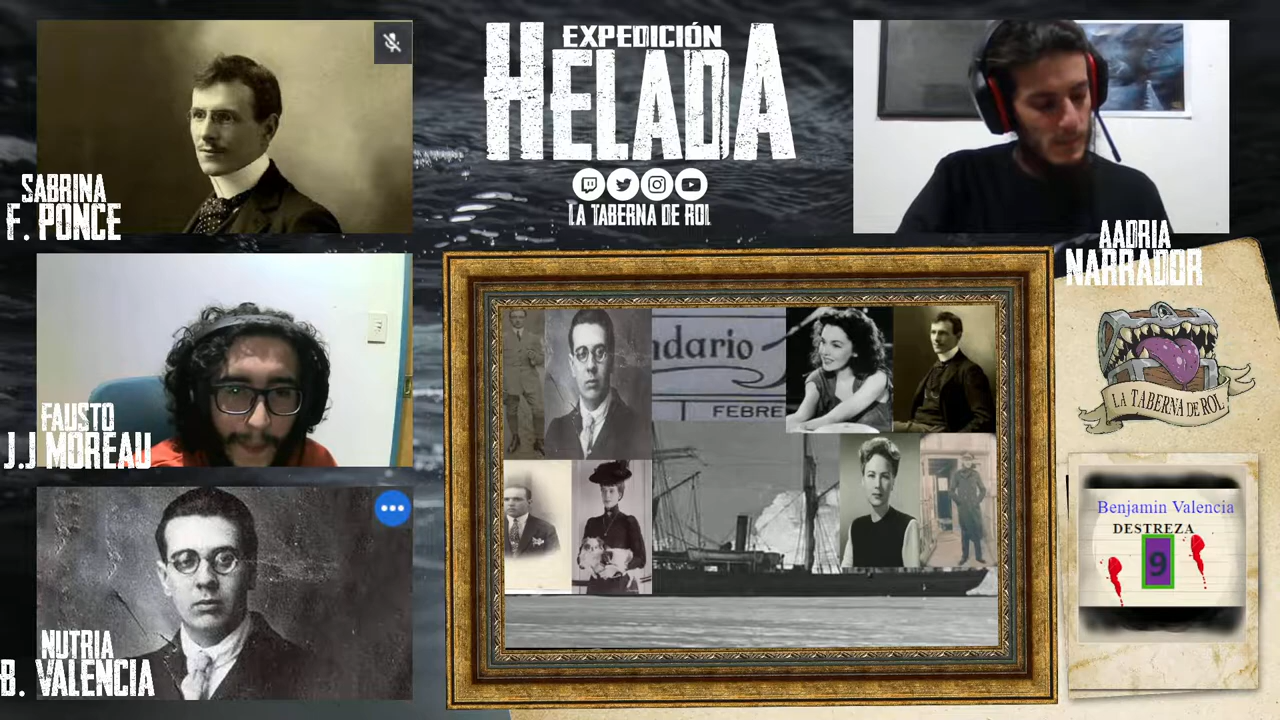 SABRINA
F. PONCE
EXPEDICIÓN
HELADA
LA TABERNA DE ROL
AADRIA
NARRADOR
FAUSTO
J.J MOREAU
ndario
FEBRE
LA TABERNA DE ROL
NUTRIA
B. VALENCIA
Benjamin Valencia
DESTREZA
9